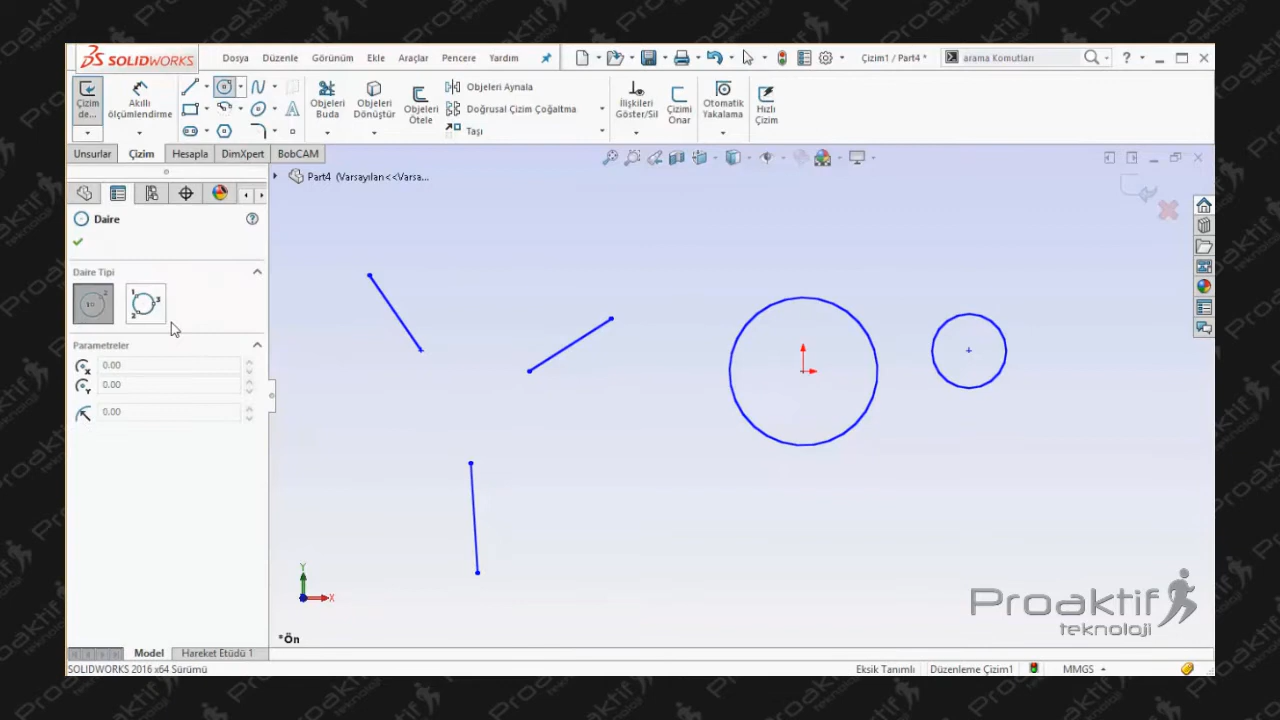 SOLIDWORKS
Dosya Düzenle Görünüm Ekle Araçlar Pencere Yardım
Çizim1 / Part4 *
arama Komutları
Çizim de...
Akıllı ölçümlendirme
Objeleri Buda
Objeleri Dönüştür
Objeleri Ötele
Objeleri Aynala
Doğrusal Çizim Çoğaltma
Taşı
İlişkileri Göster/Sil
Çizimi Onar
Otomatik Yakalama
Hızlı Çizim
Unsurlar Çizim Hesapla DimXpert BobCAM
Part4 (Varsayılan<<Varsa...
Daire
Daire Tipi
Parametreler
0.00
0.00
0.00
Y
X
*Ön
Proaktif
teknoloji
Model Hareket Etüdü 1
SOLIDWORKS 2016 x64 Sürümü
Eksik Tanımlı Düzenleme Çizim1 MMGS